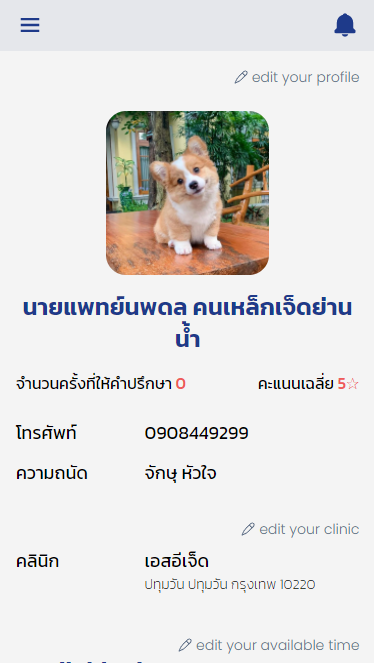 edit your profile
นายแพทย์นพดล คนเหล็กเจ็ดย่าน
น้ำ
จำนวนครั้งที่ให้คำปรึกษา 0 คะแนนเฉลี่ย 5☆
โทรศัพท์ 0908449299
ความถนัด จักษุ หัวใจ
edit your clinic
คลินิก เอสอีเจ็ด
ปทุมวัน ปทุมวัน กรุงเทพ 10220
edit your available time